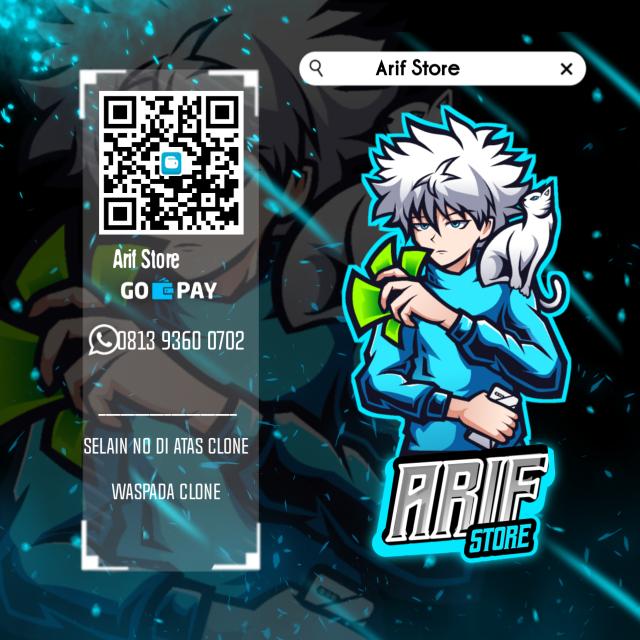 Arif Store
Arif Store
GO PAY
0813 9360 0702
SELAIN NO DI ATAS CLONE
WASPADA CLONE
ARIF
STORE